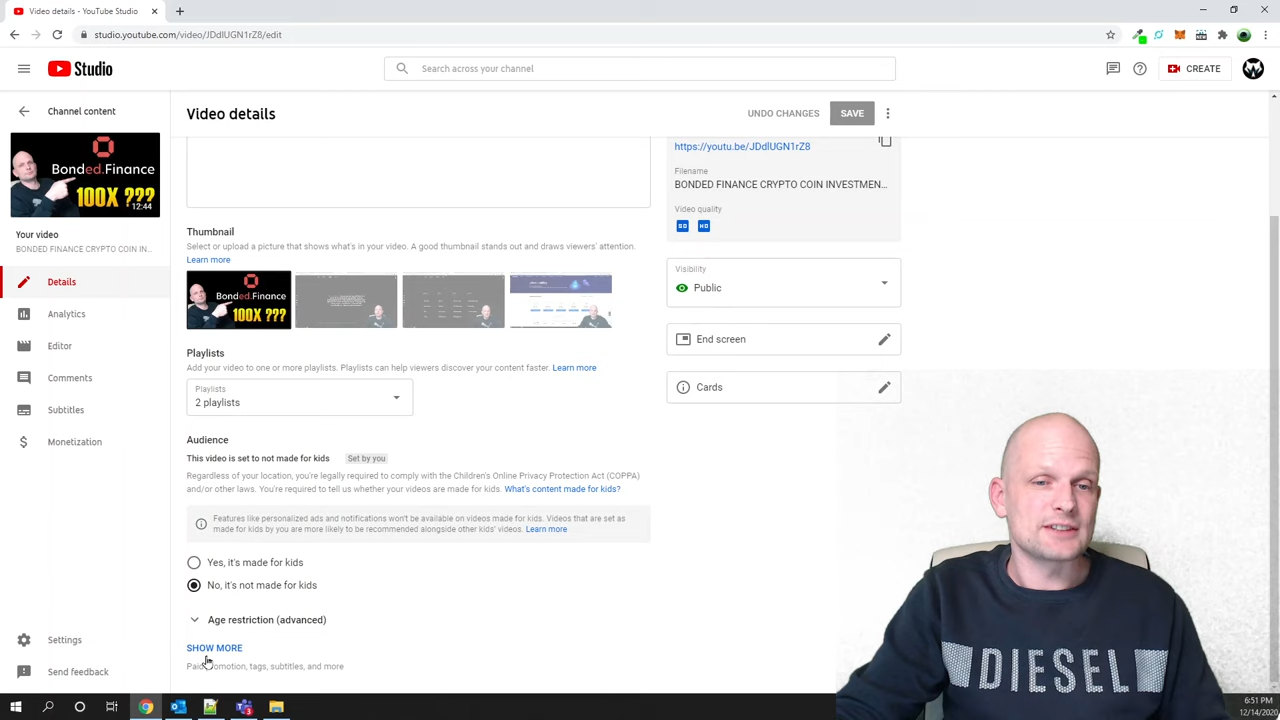 Video details - YouTube Studio
studio.youtube.com/video/JDdlUGN1rZ8/edit
Studio
Search across your channel
CREATE
Channel content
Video details
UNDO CHANGES
SAVE
Bonded.Finance
100X ???
12:44
Your video
BONDED FINANCE CRYPTO COIN IN...
Details
Analytics
Editor
Comments
Subtitles
Monetization
Settings
Send feedback
Thumbnail
Select or upload a picture that shows what's in your video. A good thumbnail stands out and draws viewers' attention.
Learn more
Bonded.Finance
100X ???
Playlists
Add your video to one or more playlists. Playlists can help viewers discover your content faster. Learn more
Playlists
2 playlists
Audience
This video is set to not made for kids Set by you
Regardless of your location, you're legally required to comply with the Children's Online Privacy Protection Act (COPPA)
and/or other laws. You're required to tell us whether your videos are made for kids. What's content made for kids?
Features like personalized ads and notifications won't be available on videos made for kids. Videos that are set as
made for kids by you are more likely to be recommended alongside other kids' videos. Learn more
Yes, it's made for kids
No, it's not made for kids
Age restriction (advanced)
SHOW MORE
https://youtu.be/JDdlUGN1rZ8
Filename
BONDED FINANCE CRYPTO COIN INVESTMEN...
Video quality
SD HD
Visibility
Public
End screen
Cards
DIESEL
6:51 PM
12/14/2020